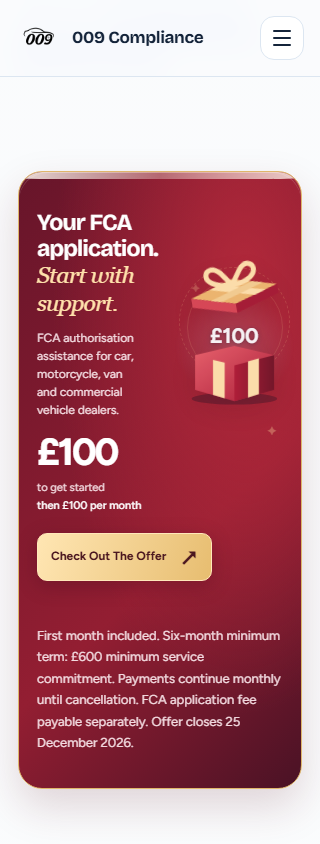 009
009 Compliance
Your FCA
application.
Start with
support.
£100
FCA authorisation
assistance for car,
motorcycle, van
and commercial
vehicle dealers.
£100
to get started
then £100 per month
Check Out The Offer ↗
First month included. Six-month minimum
term: £600 minimum service
commitment. Payments continue monthly
until cancellation. FCA application fee
payable separately. Offer closes 25
December 2026.